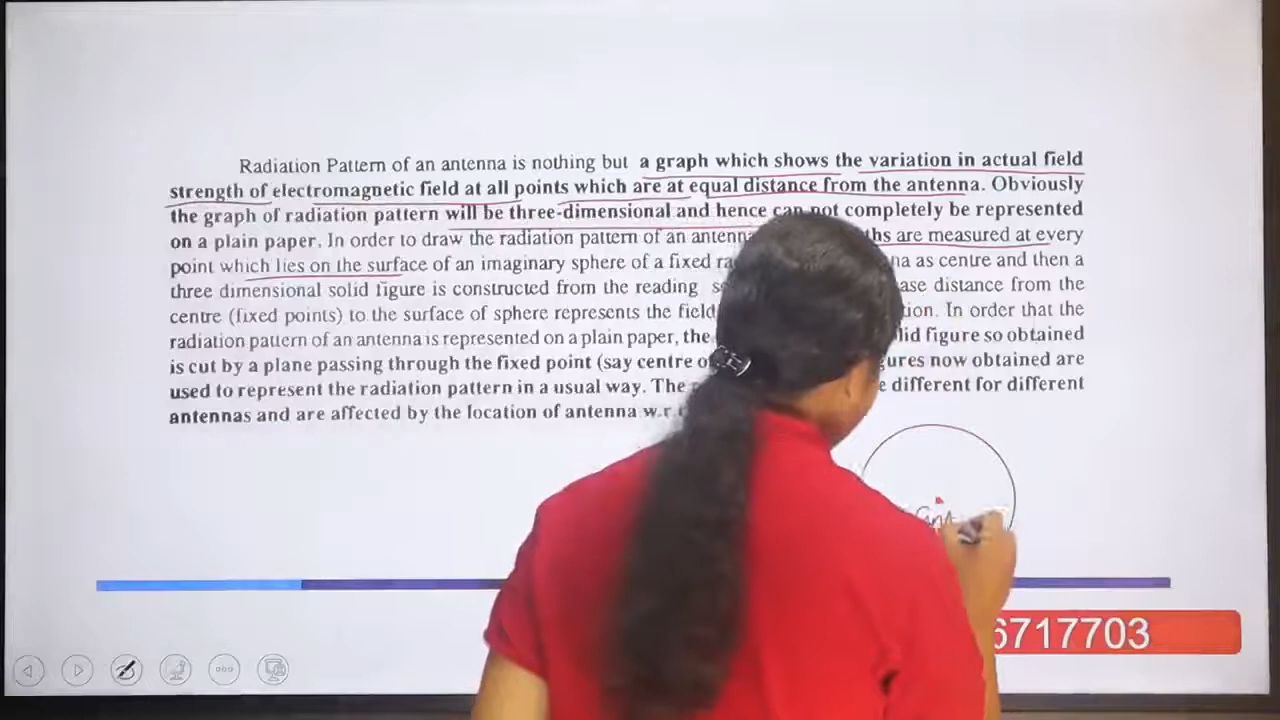 Radiation Pattern of an antenna is nothing but a graph which shows the variation in actual field
strength of electromagnetic field at all points which are at equal distance from the antenna. Obviously
the graph of radiation pattern will be three-dimensional and hence can not completely be represented
on a plain paper. In order to draw the radiation pattern of an are measured at every
point which lies on the surface of an imaginary sphere of a fixed as centre and then a
three dimensional solid figure is constructed from the reading distance from the
centre (fixed points) to the surface of sphere represents the field In order that the
radiation pattern of an antenna is represented on a plain paper, the figure so obtained
is cut by a plane passing through the fixed point (say centre now obtained are
used to represent the radiation pattern in a usual way. The different for different
antennas and are affected by the location of antenna w.r.
6717703